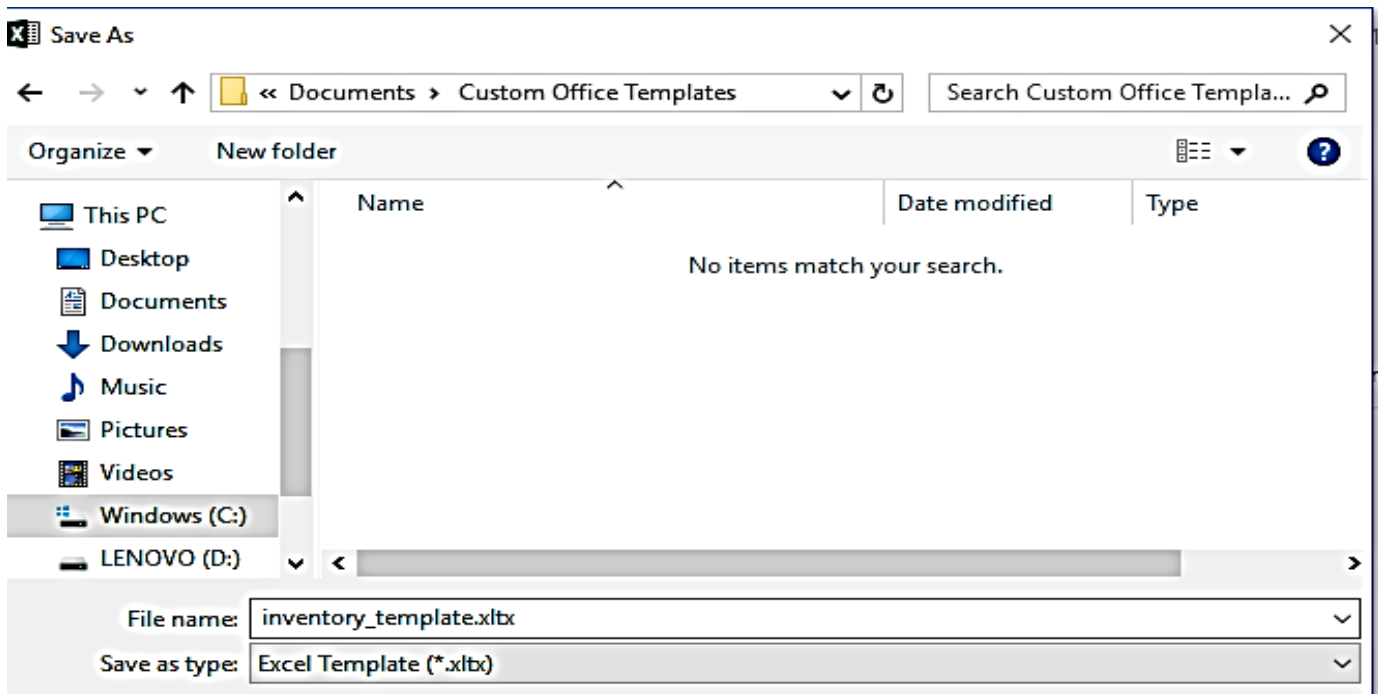 Save As
« Documents > Custom Office Templates
Search Custom Office Templa...
Organize
New folder
?
Name
Date modified
Type
No items match your search.
This PC
Desktop
Documents
Downloads
Music
Pictures
Videos
Windows (C:)
LENOVO (D:)
File name: inventory_template.xltx
Save as type: Excel Template (*.xltx)